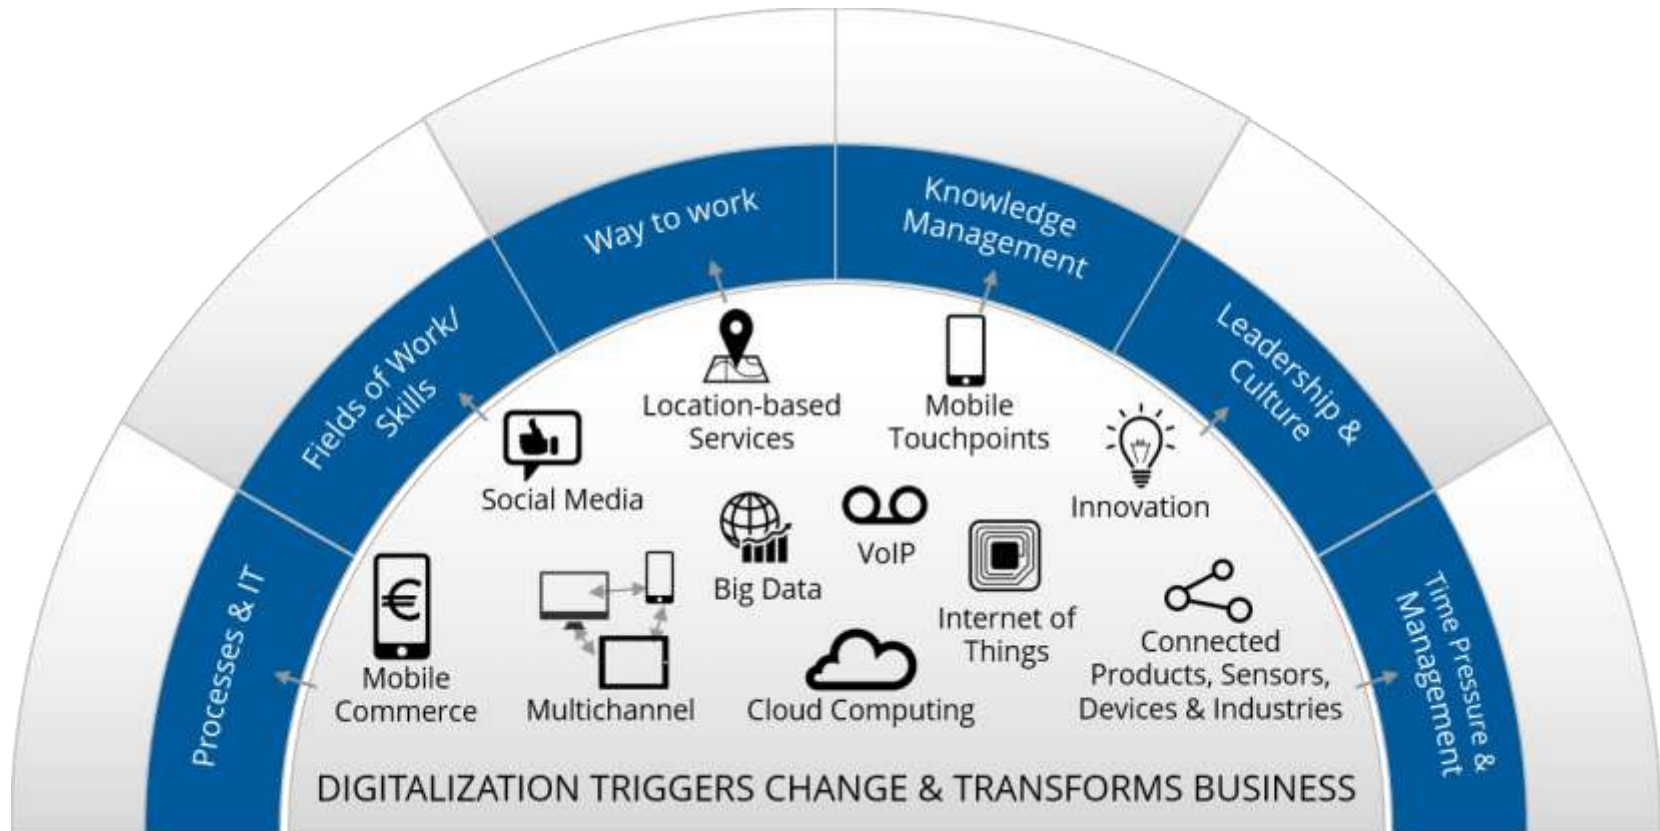 Processes & IT
Fields of Work/
Skills
Way to work
Knowledge
Management
Leadership &
Culture
Time Pressure &
Management
Location-based
Services
Mobile
Touchpoints
Social Media
Innovation
Big Data
VoIP
Internet of
Things
€
Mobile
Commerce
Multichannel
Cloud Computing
Connected
Products, Sensors,
Devices & Industries
DIGITALIZATION TRIGGERS CHANGE & TRANSFORMS BUSINESS